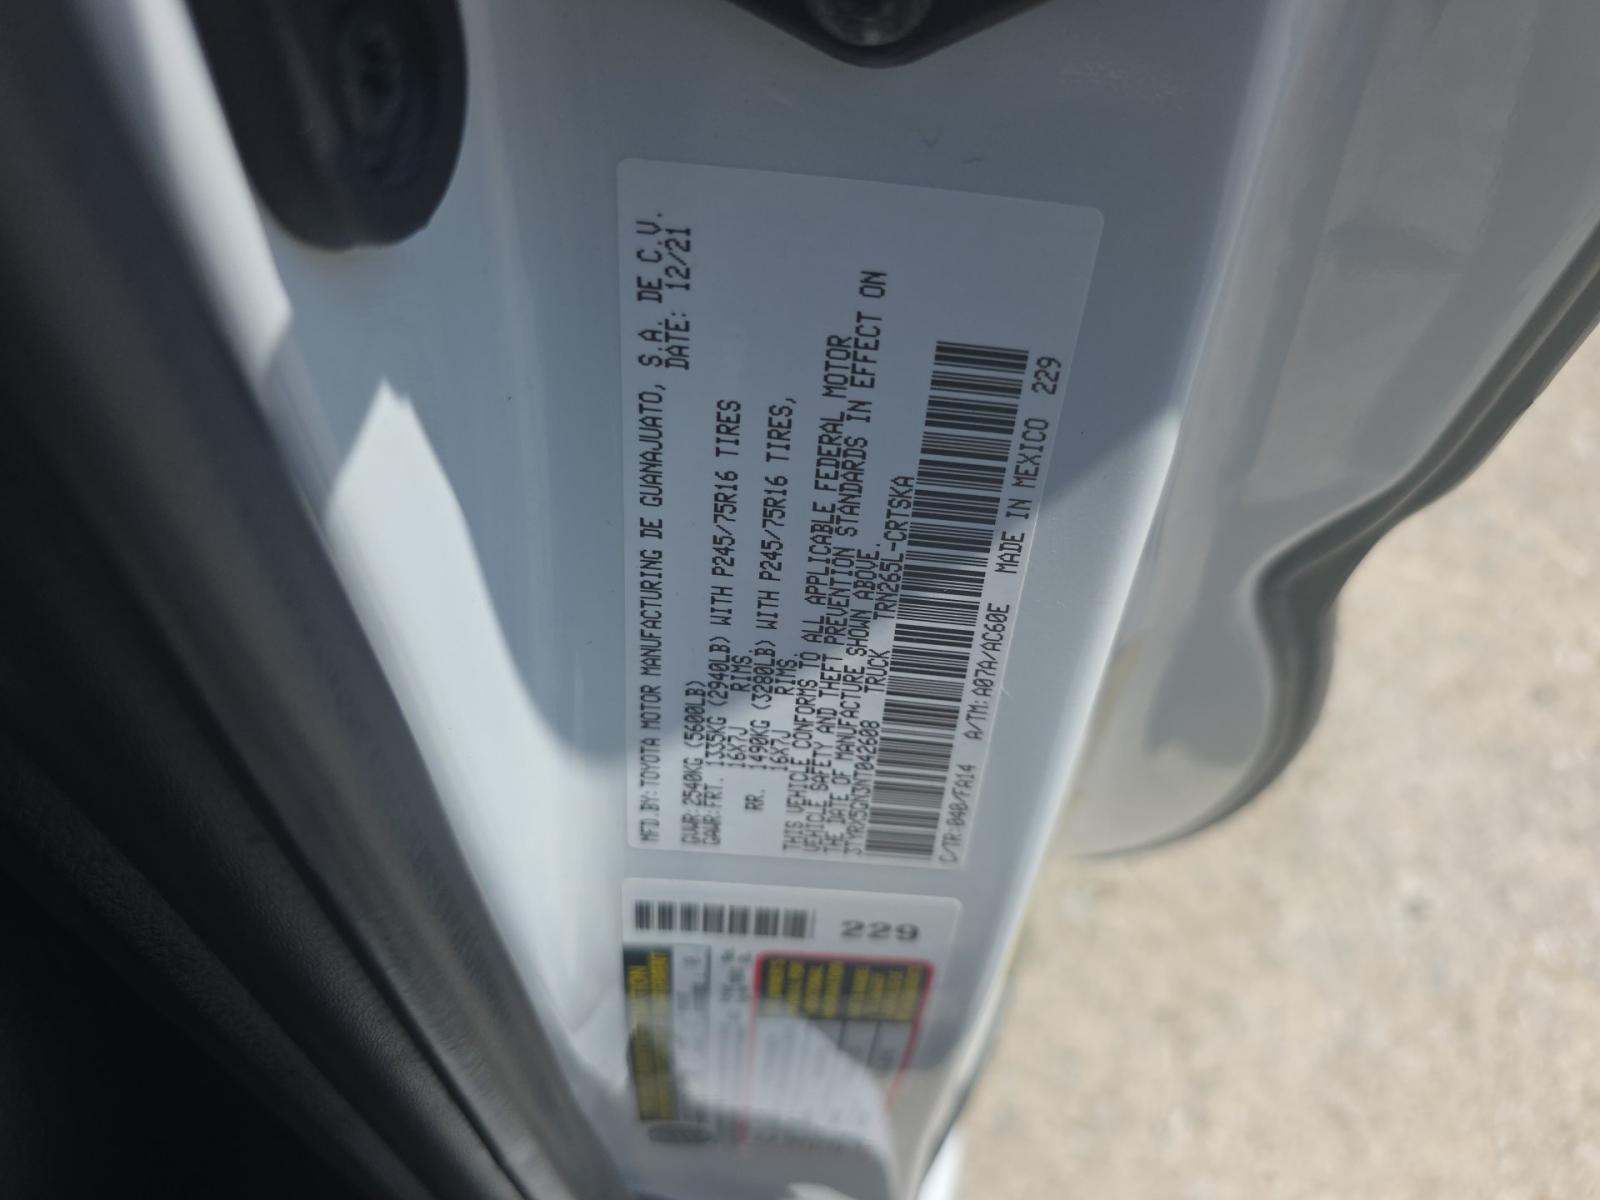 MFD.BY:TOYOTA MOTOR MANUFACTURING DE GUANAJUATO, S.A. DE C.V.
DATE: 12/21
GVWR:2540KG (5600LB)
GAWR:FRT. 1335KG (2940LB) WITH P245/75R16 TIRES
16X7J RIMS,
RR. 1490KG (3280LB) WITH P245/75R16 TIRES,
16X7J RIMS,
THIS VEHICLE CONFORMS TO ALL APPLICABLE FEDERAL MOTOR
VEHICLE SAFETY AND THEFT PREVENTION STANDARDS IN EFFECT ON
THE DATE OF MANUFACTURE SHOWN ABOVE.
3TYRX5GN3NT042608 TRUCK TRN265L-CRTSKA
C/TR:040/FA14 A/TM:A07A/AC60E MADE IN MEXICO 229
229